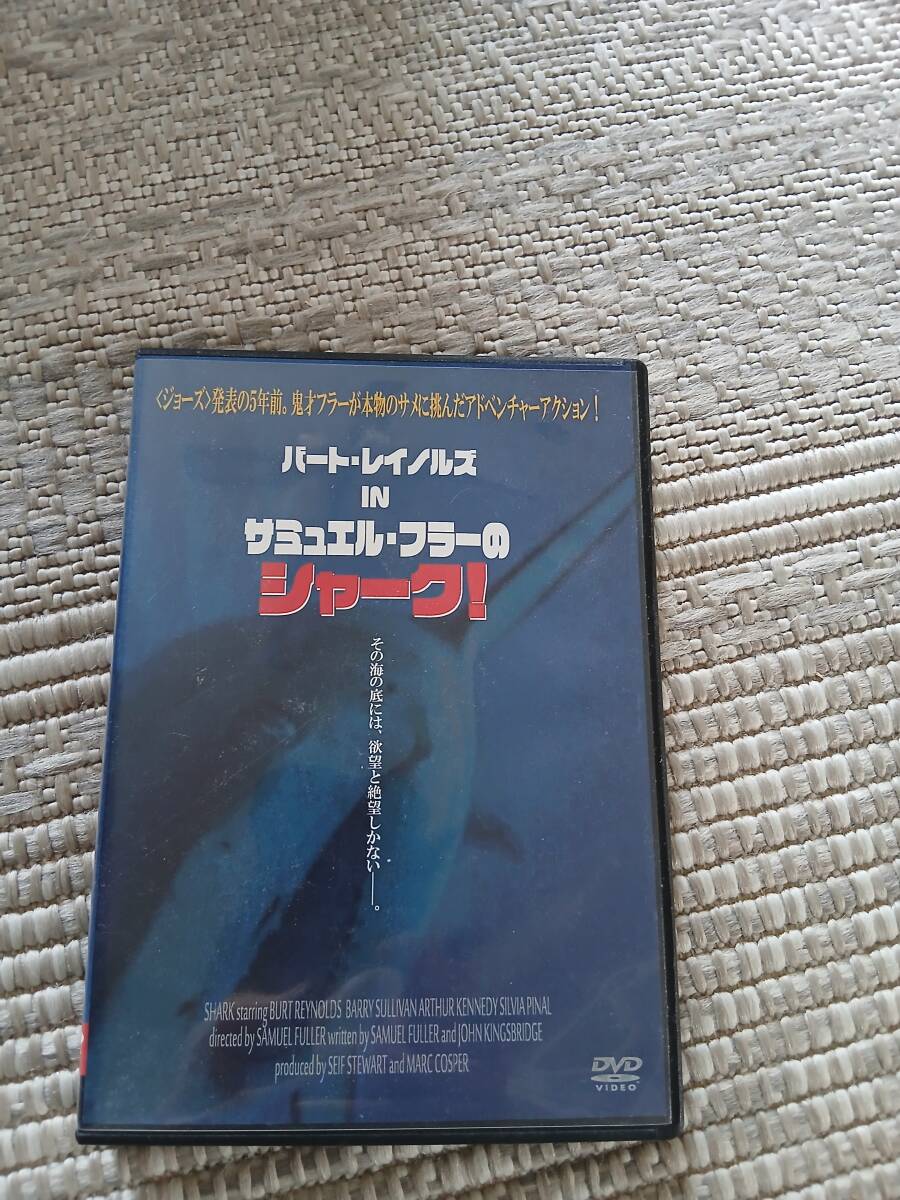 〈ジョーズ〉発表の5年前。鬼才フラーが本物のサメに挑んだアドベンチャーアクション！
バート・レイノルズ
IN
サミュエル・フラーの
シャーク！
その海の底には、欲望と絶望しかない――。
SHARK starring BURT REYNOLDS BARRY SULLIVAN ARTHUR KENNEDY SILVIA PINAL
directed by SAMUEL FULLER written by SAMUEL FULLER and JOHN KINGSBRIDGE
produced by SEIF STEWART and MARC COSPER
DVD
VIDEO